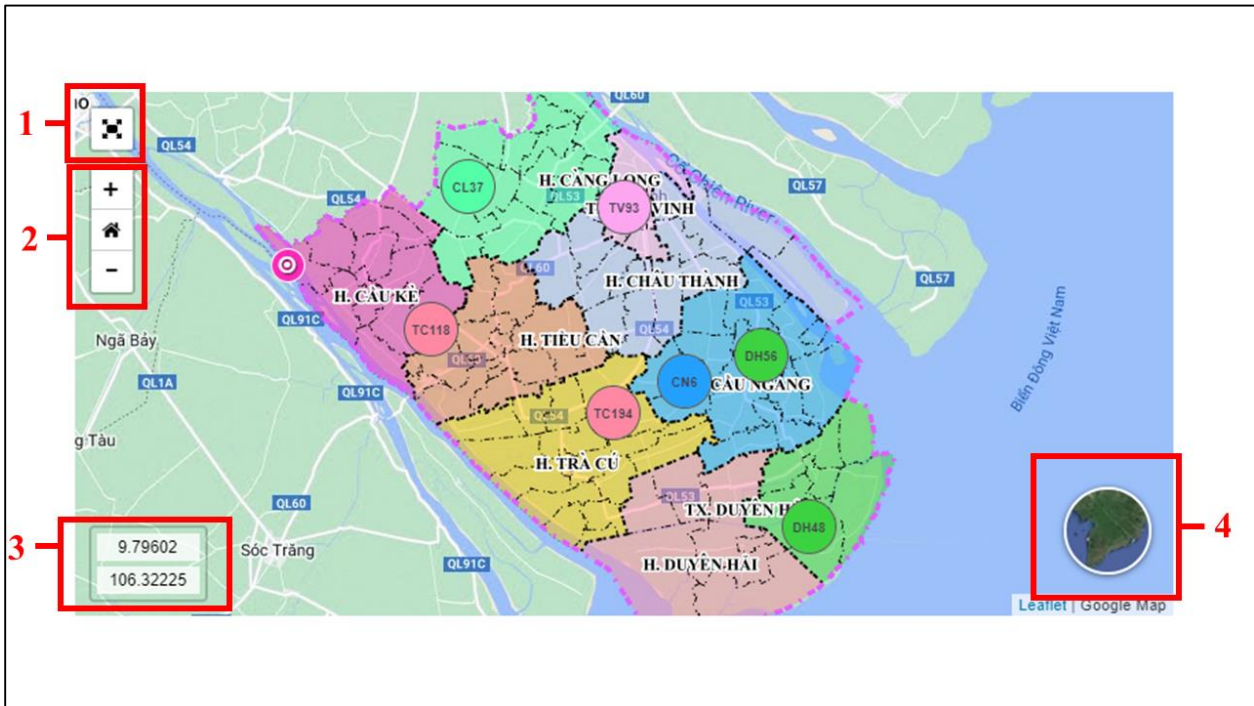 IO
QL60
1
QL54
Cổ Chiên River
QL57
+
QL54
CL37
H. CÀNG LONG
QL53
TV93
VINH
2
−
QL60
H. CHÂU THÀNH
QL57
H. CẦU KÈ
QL53
QL91C
TC118
QL54
Ngã Bảy
H. TIỂU CẦN
DH56
Biển Đông Việt Nam
QL1A
CN6
CẦU NGANG
QL91C
TC194
g Tàu
H. TRÀ CÚ
QL60
QL53
TX. DUYÊN HẢI
3
9.79602
Sóc Trăng
DH48
4
106.32225
QL91C
H. DUYÊN HẢI
Leaflet | Google Map